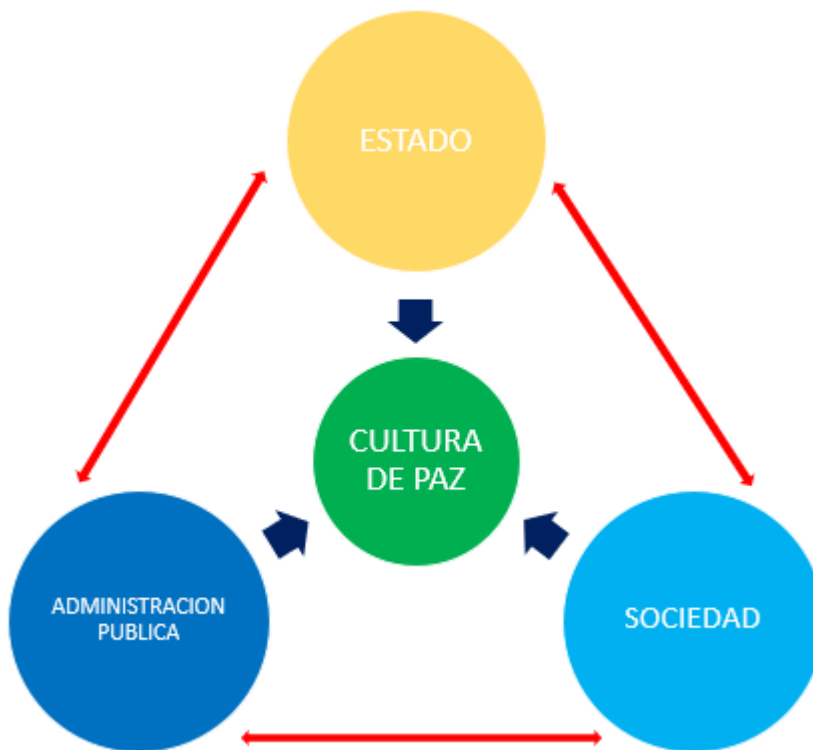 ESTADO
CULTURA
DE PAZ
ADMINISTRACION
PUBLICA
SOCIEDAD